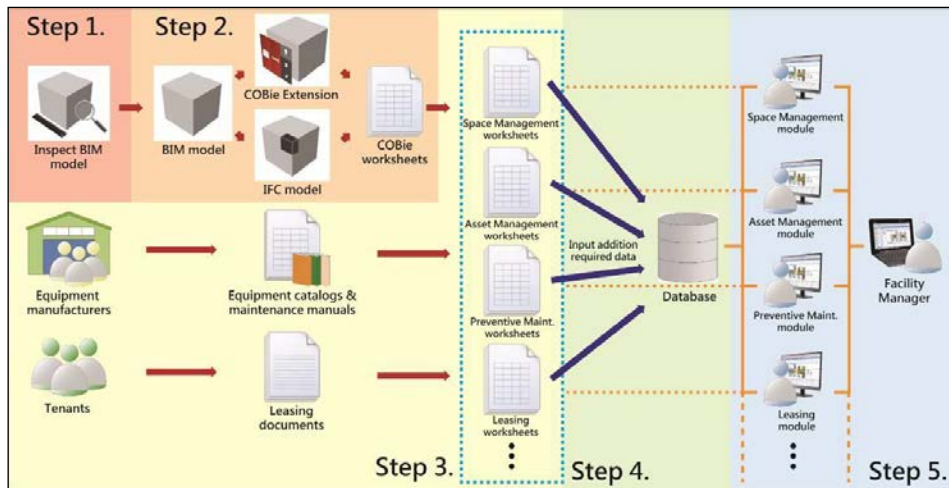 Step 1.
Step 2.
COBie Extension
Inspect BIM
model
BIM model
IFC model
COBie
worksheets
Equipment
manufacturers
Equipment catalogs &
maintenance manuals
Tenants
Leasing
documents
Step 3.
Space Management
worksheets
Asset Management
worksheets
Preventive Maint.
worksheets
Leasing
worksheets
Input addition
required data
Database
Step 4.
Space Management
module
Asset Management
module
Preventive Maint.
module
Leasing
module
Facility
Manager
Step 5.